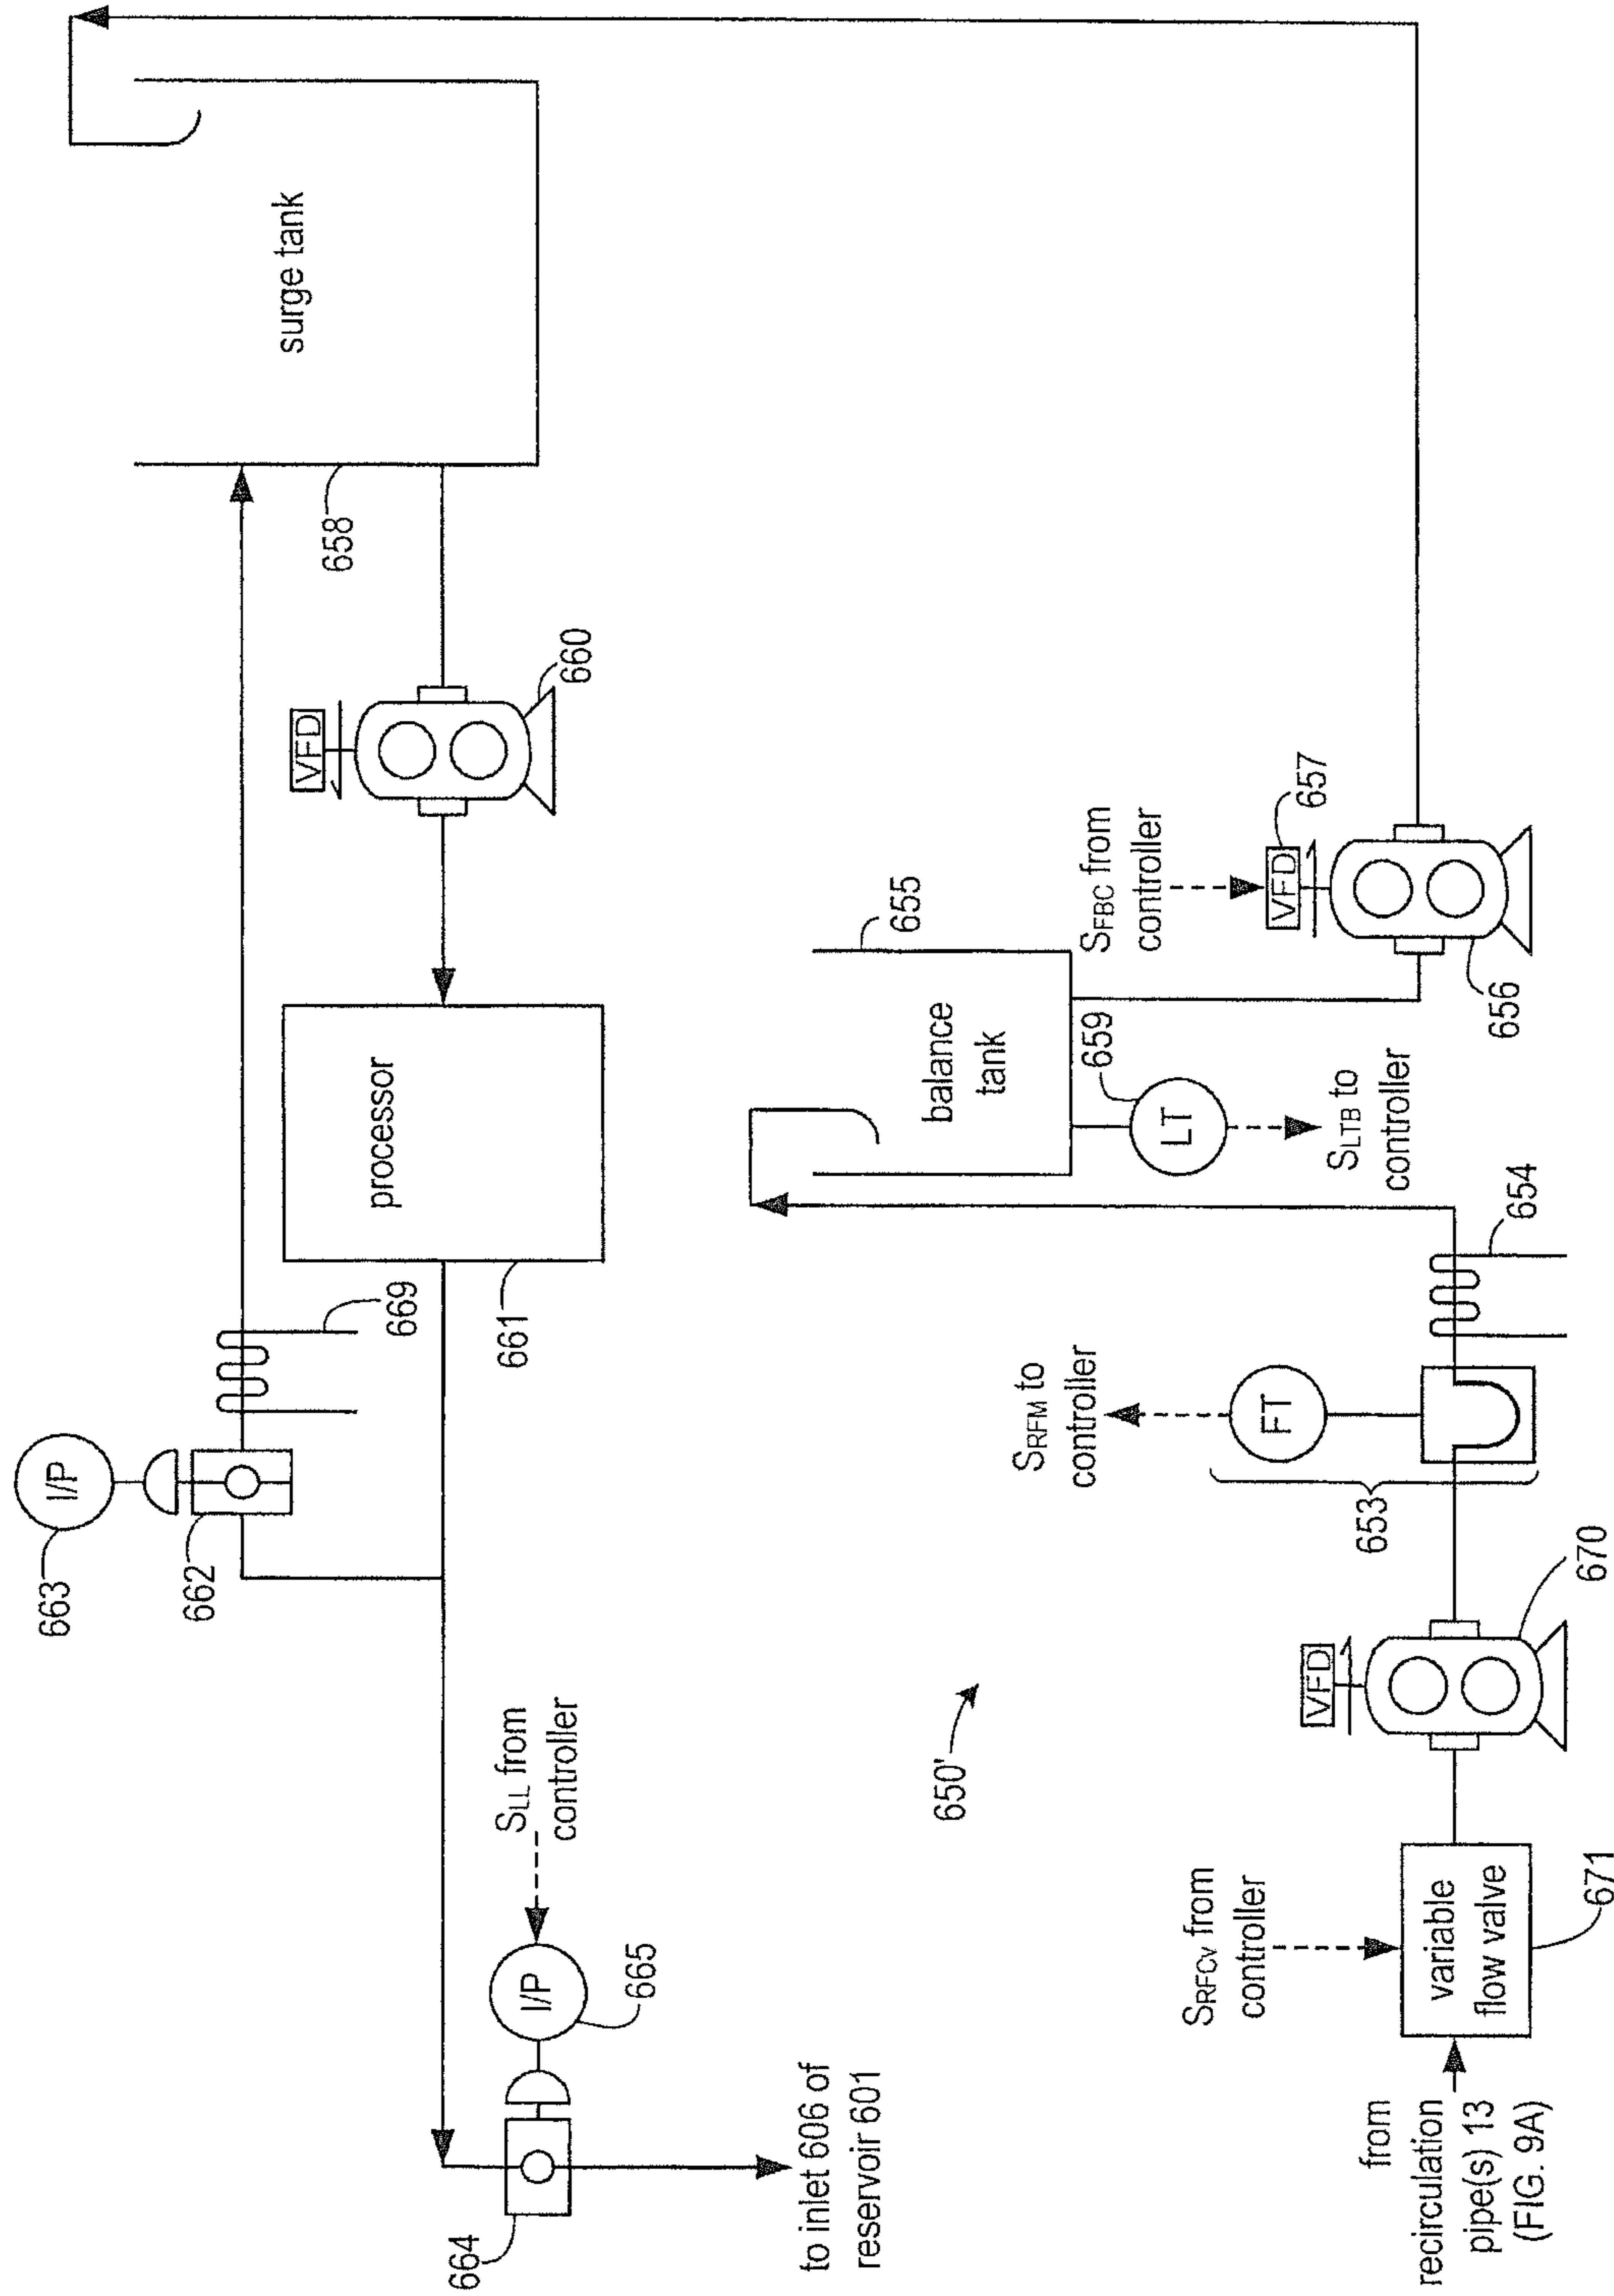 663
I/P
662
669
658
surge tank
VFD
660
processor
661
SLL from
controller
I/P
665
664
to inlet 606 of
reservoir 601
650'
655
balance
tank
659
LT
SLTB to
controller
SFBC from
controller
VFD
657
656
654
SRFM to
controller
FT
653
VFD
670
SRFCv from
controller
variable
flow valve
671
from
recirculation
pipe(s) 13
(FIG. 9A)